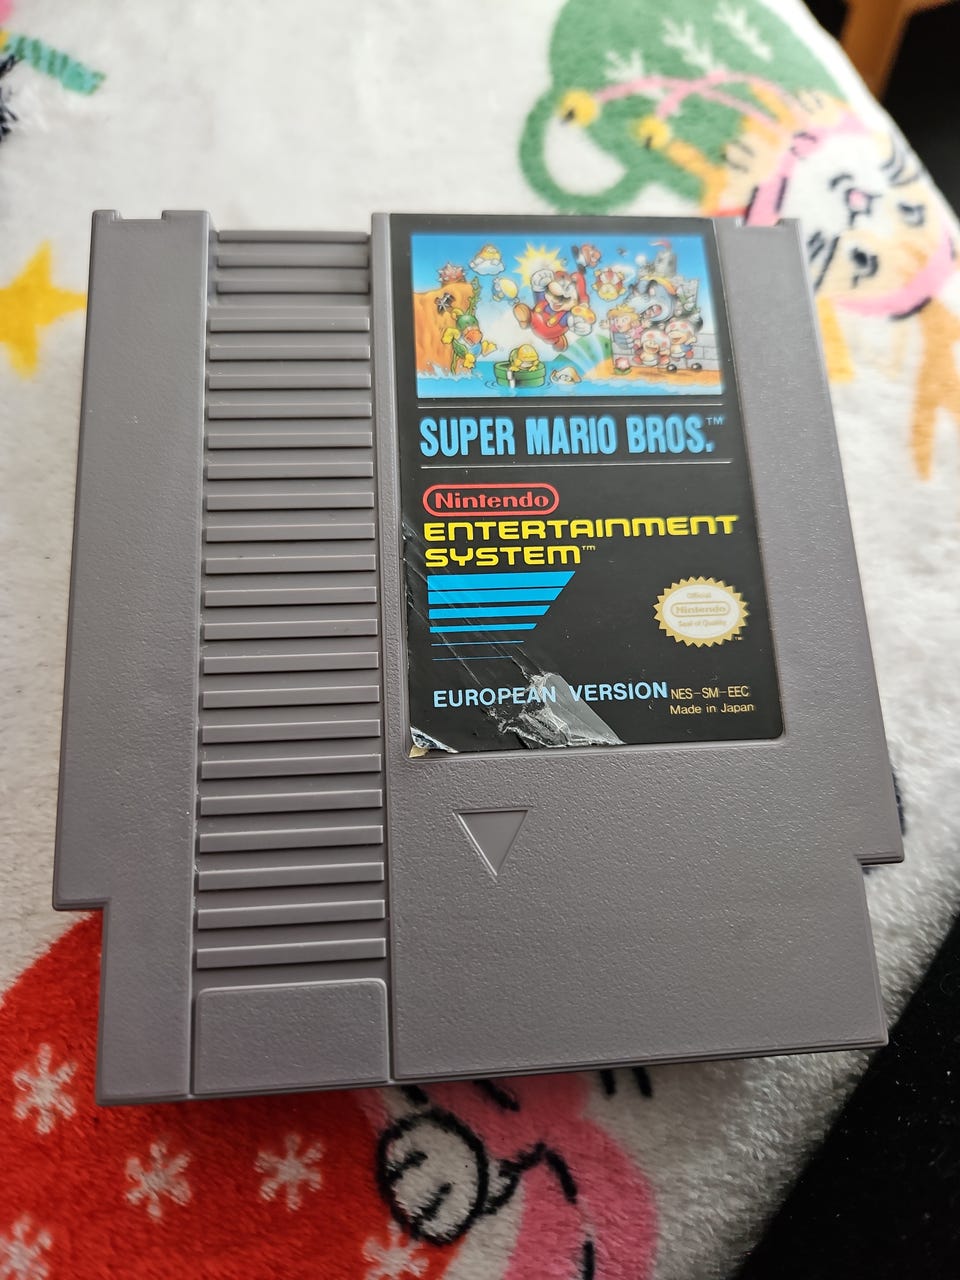 SUPER MARIO BROS.™
Nintendo
ENTERTAINMENT
SYSTEM™
Official
Nintendo
Seal of Quality
™
EUROPEAN VERSION NES-SM-EEC
Made in Japan